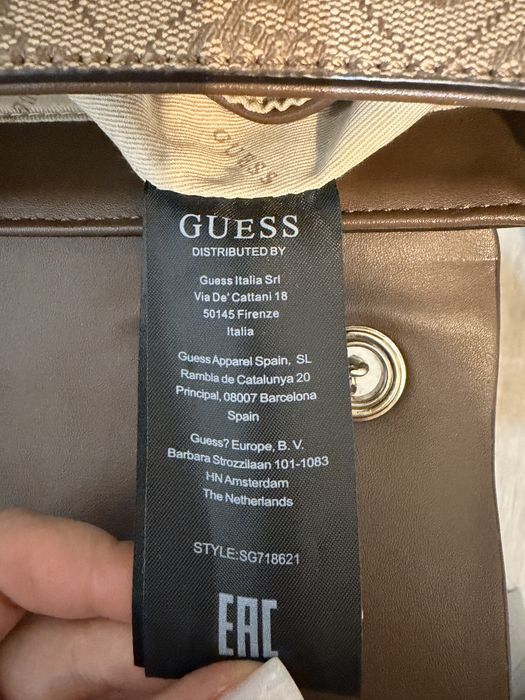 GUESS
GUESS
DISTRIBUTED BY
Guess Italia Srl
Via De' Cattani 18
50145 Firenze
Italia
Guess Apparel Spain, SL
Rambla de Catalunya 20
Principal, 08007 Barcelona
Spain
Guess? Europe, B. V.
Barbara Strozzilaan 101-1083
HN Amsterdam
The Netherlands
STYLE:SG718621
EAC